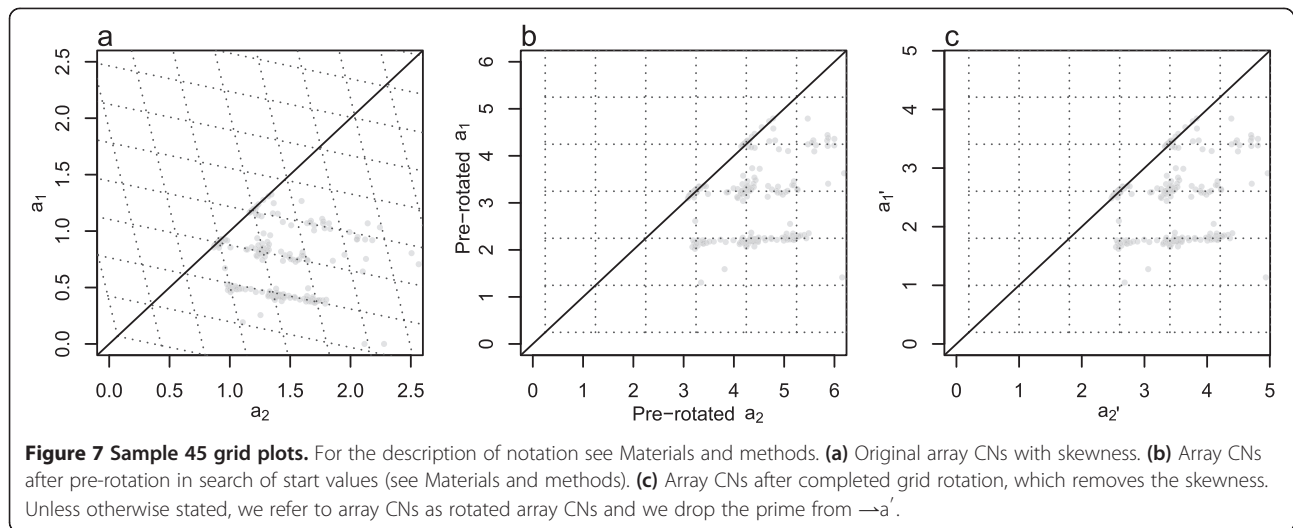 a
b
c
2.5
2.0
1.5
1.0
0.5
0.0
a1
0.0 0.5 1.0 1.5 2.0 2.5
a2
6
5
4
3
2
1
0
Pre−rotated a1
0 1 2 3 4 5 6
Pre−rotated a2
5
4
3
2
1
0
a1'
0 1 2 3 4 5
a2'
Figure 7 Sample 45 grid plots. For the description of notation see Materials and methods. (a) Original array CNs with skewness. (b) Array CNs
after pre-rotation in search of start values (see Materials and methods). (c) Array CNs after completed grid rotation, which removes the skewness.
Unless otherwise stated, we refer to array CNs as rotated array CNs and we drop the prime from →a′.